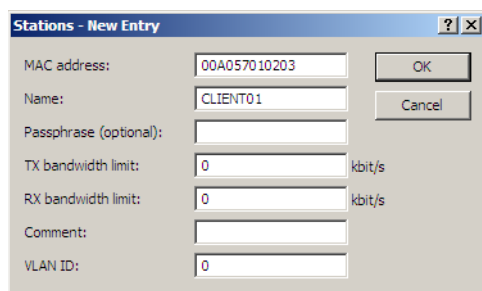 Stations - New Entry
MAC address: 00A057010203 OK
Name: CLIENT01 Cancel
Passphrase (optional):
TX bandwidth limit: 0 kbit/s
RX bandwidth limit: 0 kbit/s
Comment:
VLAN ID: 0